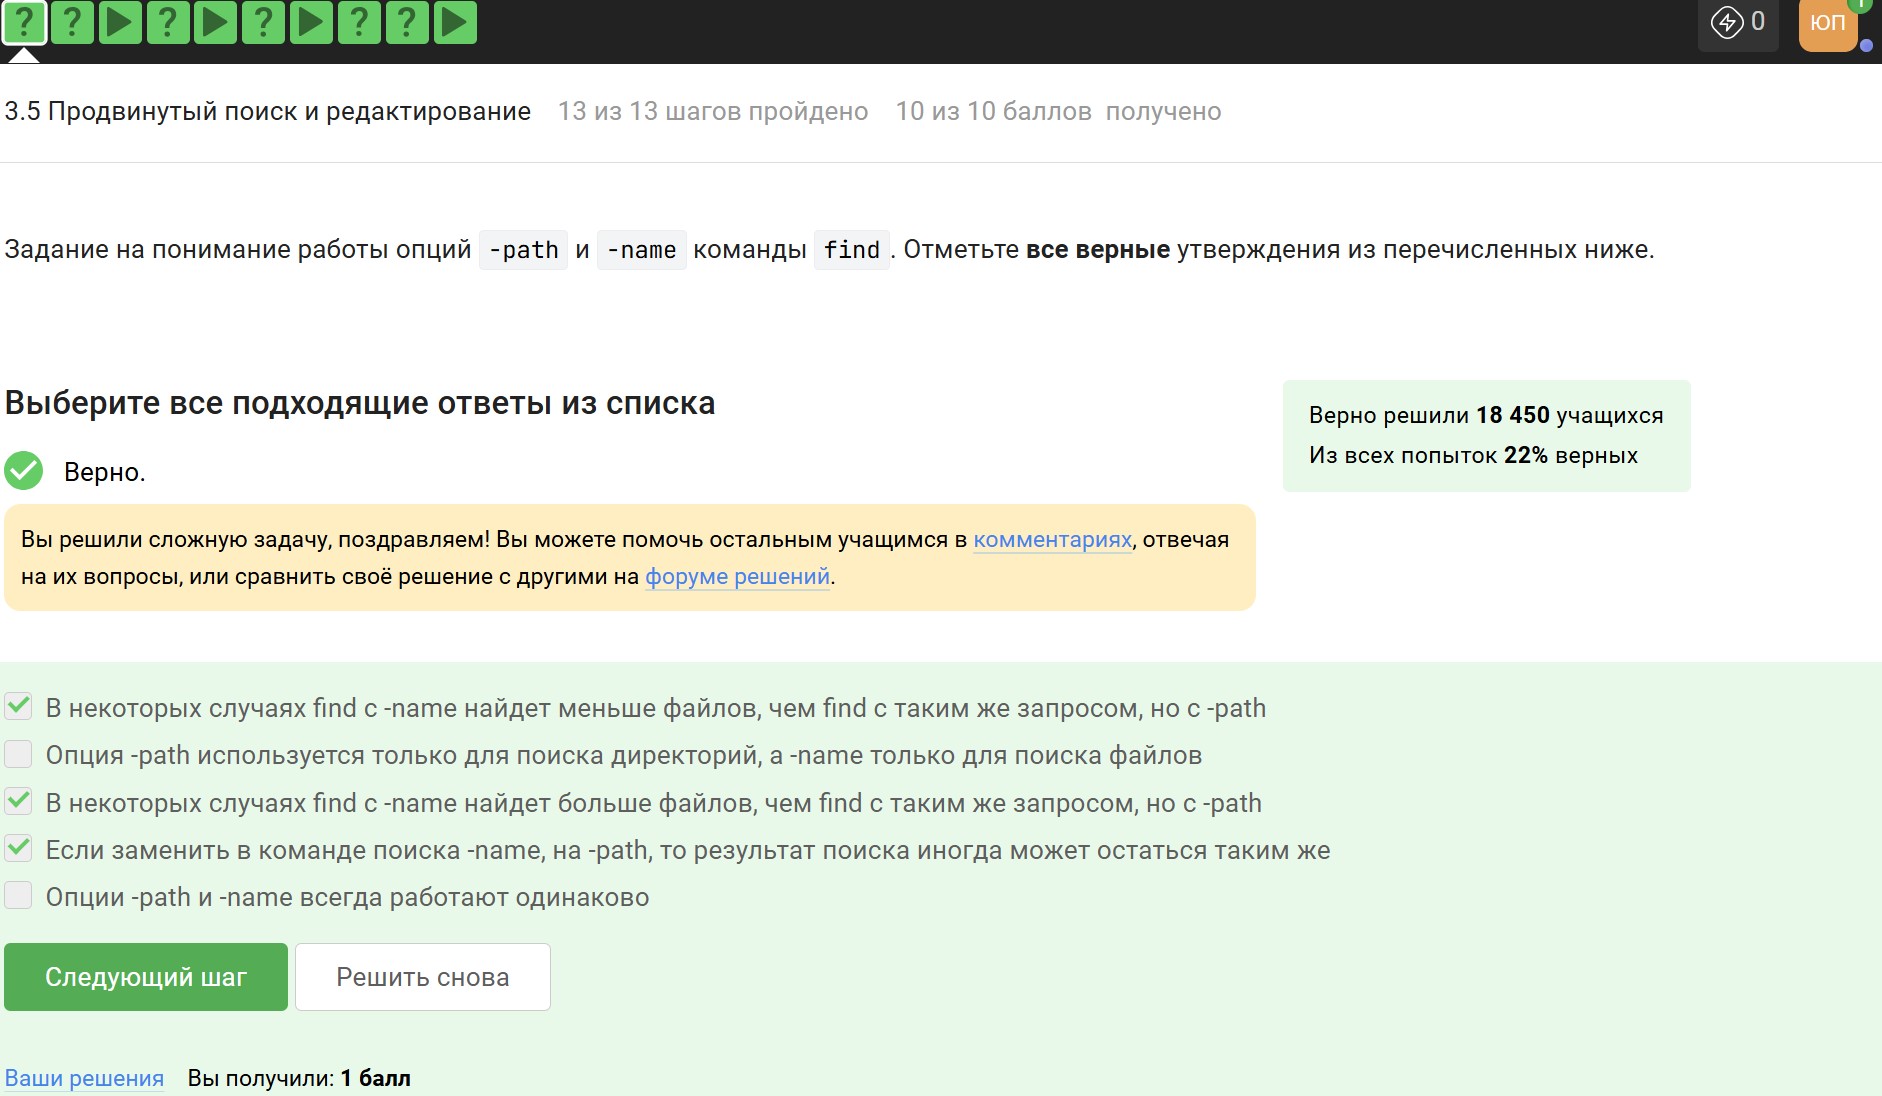 ? ? ? ? ? ?
0
ЮП
3.5 Продвинутый поиск и редактирование 13 из 13 шагов пройдено 10 из 10 баллов получено
Задание на понимание работы опций -path и -name команды find. Отметьте все верные утверждения из перечисленных ниже.
Выберите все подходящие ответы из списка
Верно решили 18 450 учащихся
Из всех попыток 22% верных
Верно.
Вы решили сложную задачу, поздравляем! Вы можете помочь остальным учащимся в комментариях, отвечая
на их вопросы, или сравнить своё решение с другими на форуме решений.
В некоторых случаях find с -name найдет меньше файлов, чем find с таким же запросом, но с -path
Опция -path используется только для поиска директорий, а -name только для поиска файлов
В некоторых случаях find с -name найдет больше файлов, чем find с таким же запросом, но с -path
Если заменить в команде поиска -name, на -path, то результат поиска иногда может остаться таким же
Опции -path и -name всегда работают одинаково
Следующий шаг Решить снова
Ваши решения Вы получили: 1 балл